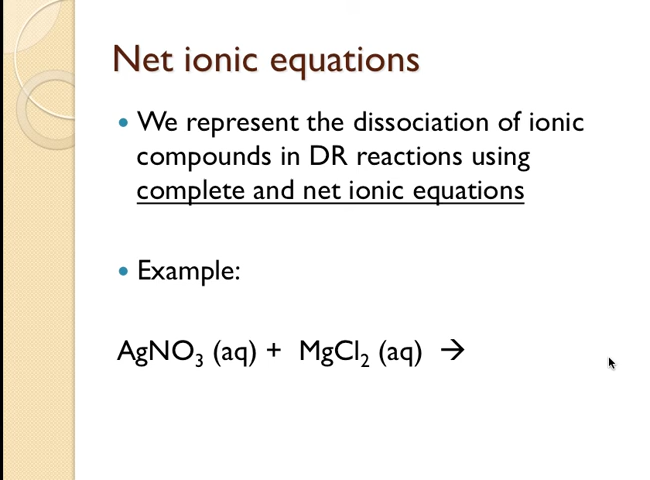 Net ionic equations
• We represent the dissociation of ionic
compounds in DR reactions using
complete and net ionic equations
• Example:
AgNO₃ (aq) + MgCl₂ (aq) →